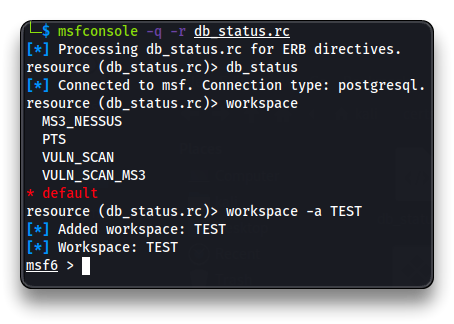 └─$ msfconsole -q -r db_status.rc
[*] Processing db_status.rc for ERB directives.
resource (db_status.rc)> db_status
[*] Connected to msf. Connection type: postgresql.
resource (db_status.rc)> workspace
  MS3_NESSUS
  PTS
  VULN_SCAN
  VULN_SCAN_MS3
* default
resource (db_status.rc)> workspace -a TEST
[*] Added workspace: TEST
[*] Workspace: TEST
msf6 >